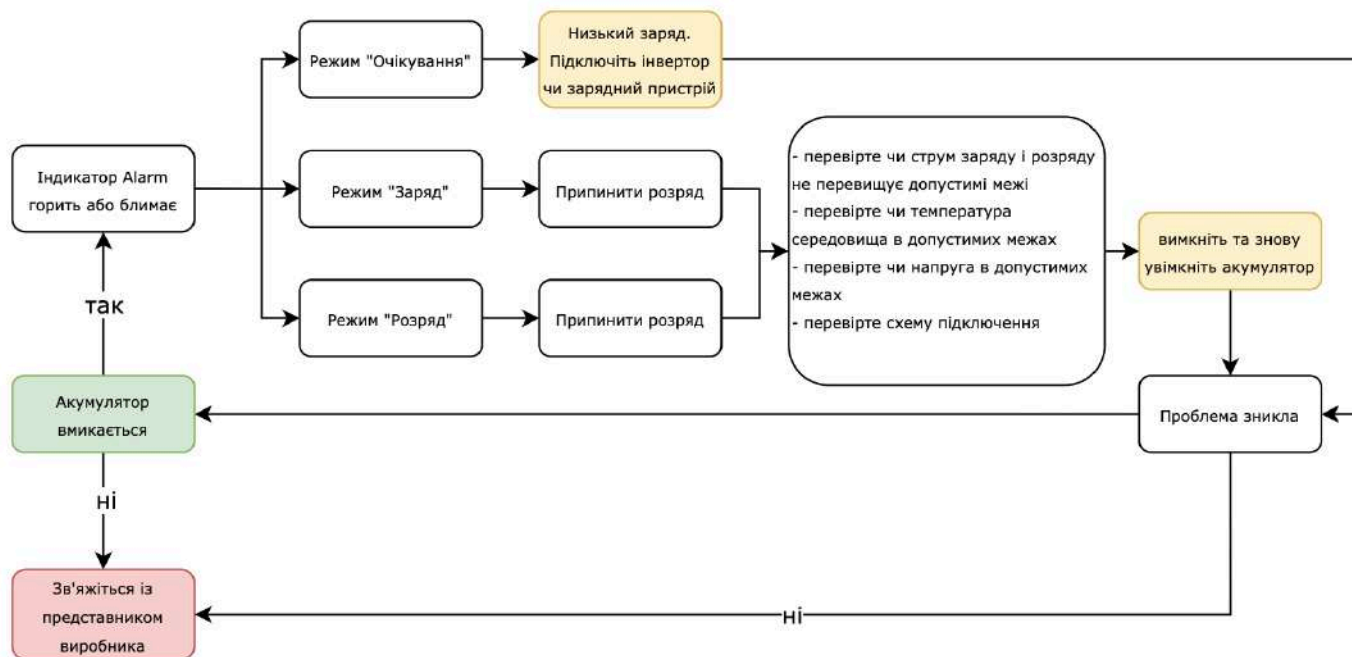 Режим "Очікування"
Низький заряд.
Підключіть інвертор
чи зарядний пристрій
Індикатор Alarm
горить або блимає
Режим "Заряд"
Припинити розряд
- перевірте чи струм заряду і розряду
не перевищує допустимі межі
- перевірте чи температура
середовища в допустимих межах
- перевірте чи напруга в допустимих
межах
- перевірте схему підключення
вимкніть та знову
увімкніть акумулятор
так
Режим "Розряд"
Припинити розряд
Акумулятор
вмикається
Проблема зникла
ні
Зв'яжіться із
представником
виробника
ні